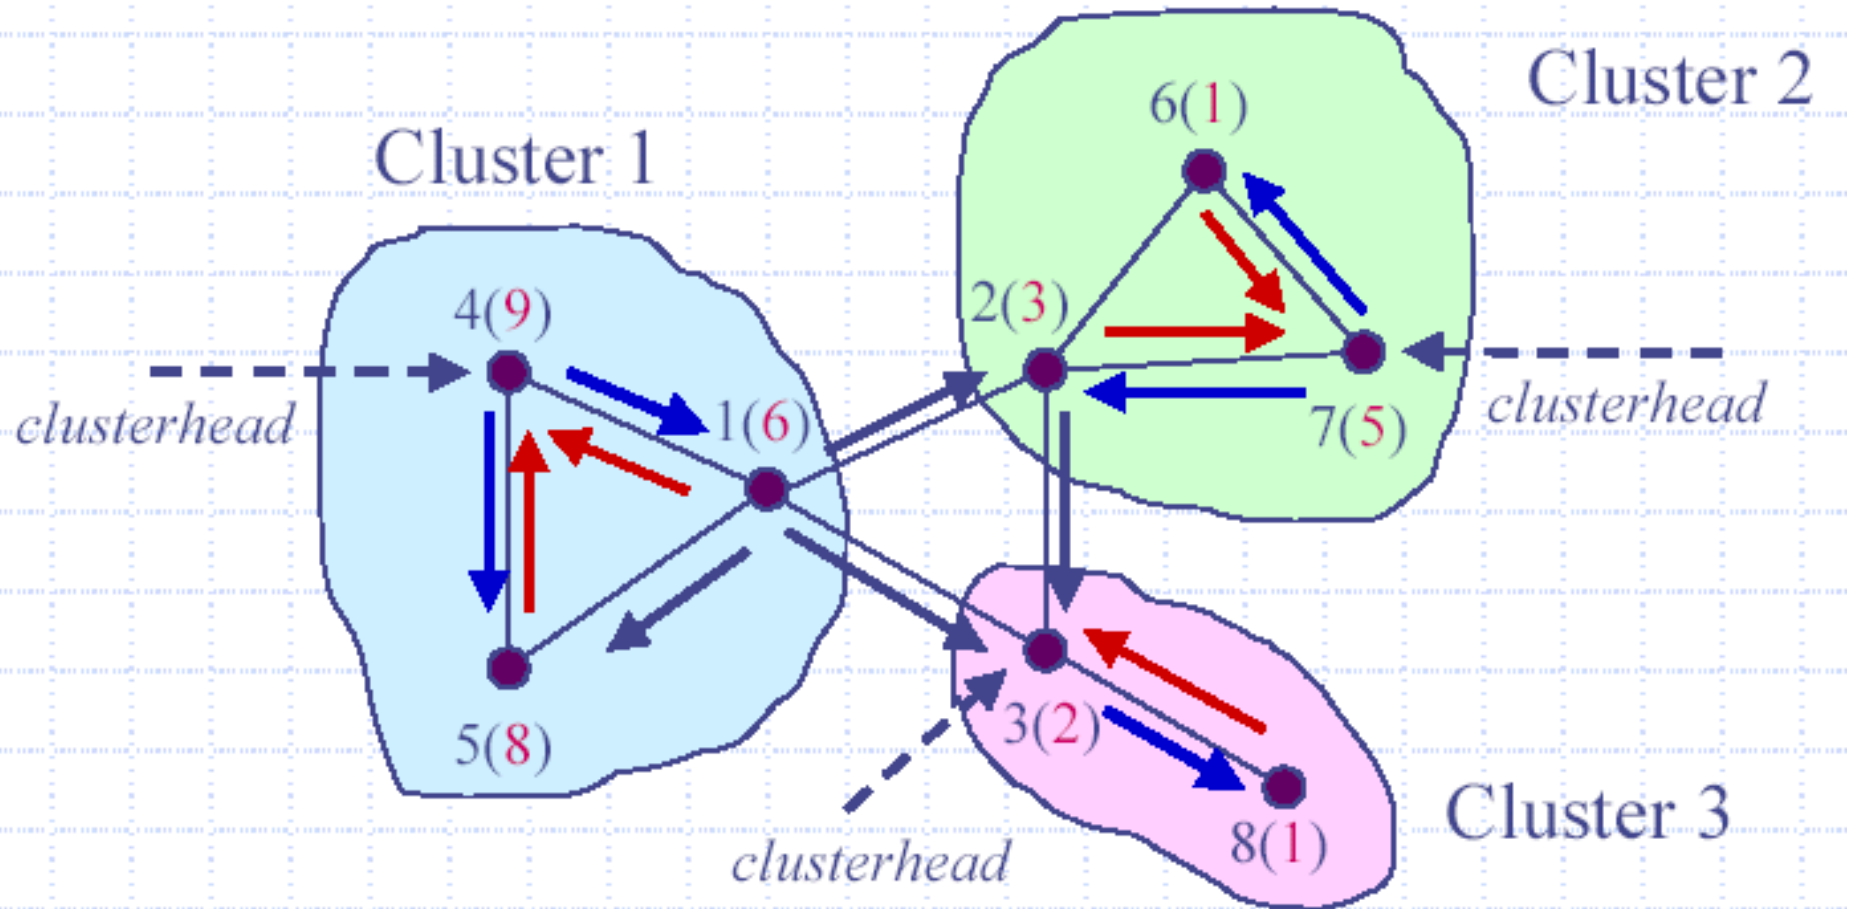 Cluster 2
6(1)
Cluster 1
2(3)
4(9)
clusterhead
1(6)
7(5)
clusterhead
5(8)
3(2)
Cluster 3
8(1)
clusterhead